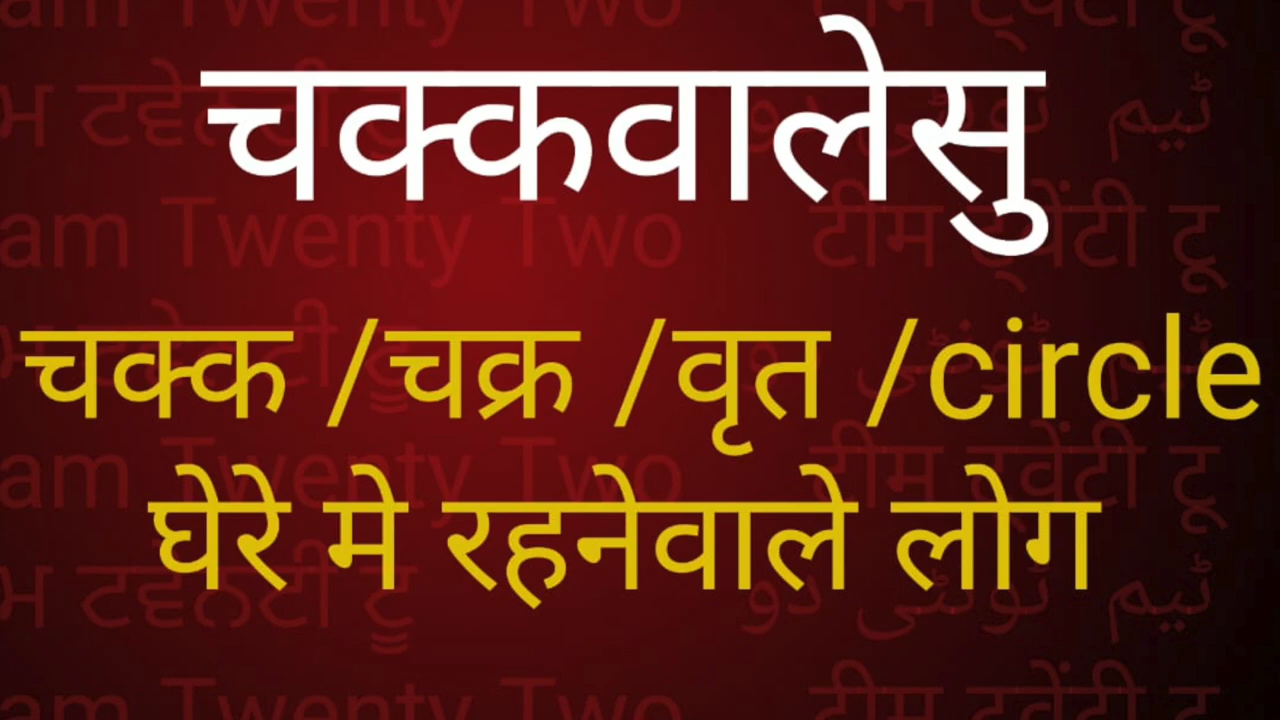 चक्कवालेसु
चक्क /चक्र /वृत /circle
घेरे मे रहनेवाले लोग